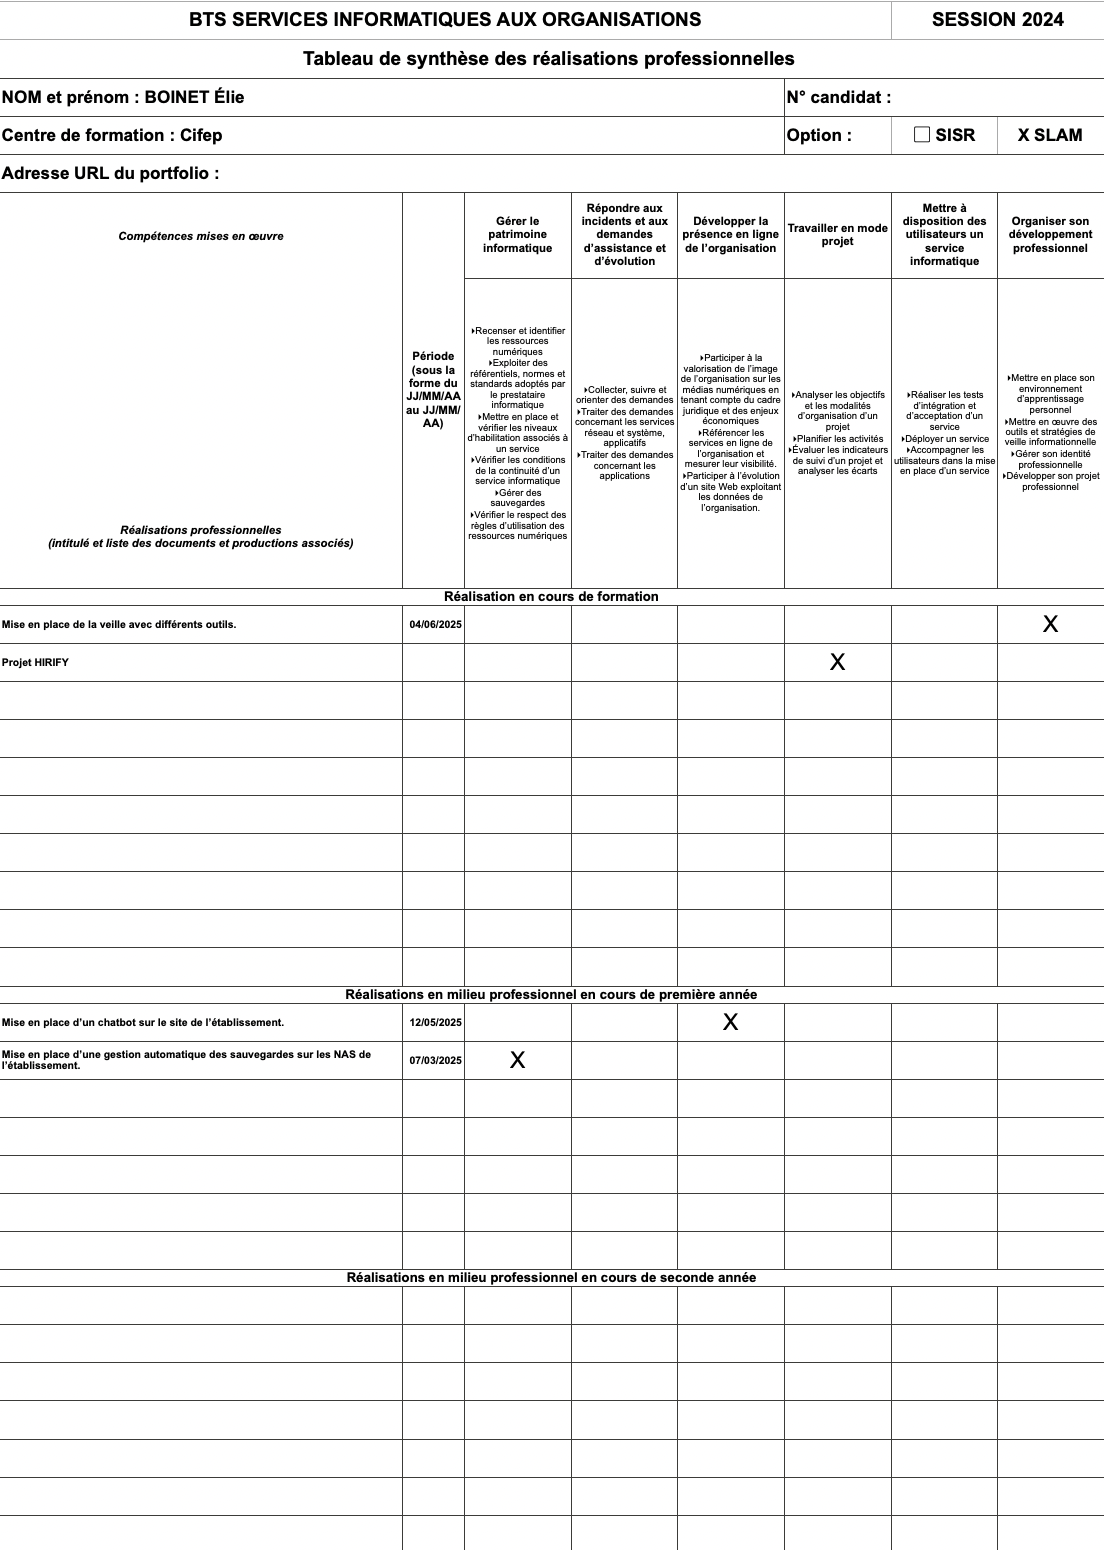 BTS SERVICES INFORMATIQUES AUX ORGANISATIONS
SESSION 2024
Tableau de synthèse des réalisations professionnelles
NOM et prénom : BOINET Élie
N° candidat :
Centre de formation : Cifep
Option :
☐ SISR
X SLAM
Adresse URL du portfolio :
Compétences mises en œuvre
Réalisations professionnelles
(intitulé et liste des documents et productions associés)
Période
(sous la
forme du
JJ/MM/AA
au JJ/MM/
AA)
Gérer le
patrimoine
informatique
Répondre aux
incidents et aux
demandes
d’assistance et
d’évolution
Développer la
présence en ligne
de l’organisation
Travailler en mode
projet
Mettre à
disposition des
utilisateurs un
service
informatique
Organiser son
développement
professionnel
▸Recenser et identifier
les ressources
numériques
▸Exploiter des
référentiels, normes et
standards adoptés par
le prestataire
informatique
▸Mettre en place et
vérifier les niveaux
d’habilitation associés à
un service
▸Vérifier les conditions
de la continuité d’un
service informatique
▸Gérer des
sauvegardes
▸Vérifier le respect des
règles d’utilisation des
ressources numériques
▸Collecter, suivre et
orienter des demandes
▸Traiter des demandes
concernant les services
réseau et système,
applicatifs
▸Traiter des demandes
concernant les
applications
▸Participer à la
valorisation de l’image
de l’organisation sur les
médias numériques en
tenant compte du cadre
juridique et des enjeux
économiques
▸Référencer les
services en ligne de
l’organisation et
mesurer leur visibilité.
▸Participer à l’évolution
d’un site Web exploitant
les données de
l’organisation.
▸Analyser les objectifs
et les modalités
d’organisation d’un
projet
▸Planifier les activités
▸Évaluer les indicateurs
de suivi d’un projet et
analyser les écarts
▸Réaliser les tests
d’intégration et
d’acceptation d’un
service
▸Déployer un service
▸Accompagner les
utilisateurs dans la mise
en place d’un service
▸Mettre en place son
environnement
d’apprentissage
personnel
▸Mettre en œuvre des
outils et stratégies de
veille informationnelle
▸Gérer son identité
professionnelle
▸Développer son projet
professionnel
Réalisation en cours de formation
Mise en place de la veille avec différents outils. 04/06/2025 X
Projet HIRIFY X
Réalisations en milieu professionnel en cours de première année
Mise en place d’un chatbot sur le site de l’établissement. 12/05/2025 X
Mise en place d’une gestion automatique des sauvegardes sur les NAS de
l’établissement.
07/03/2025 X
Réalisations en milieu professionnel en cours de seconde année